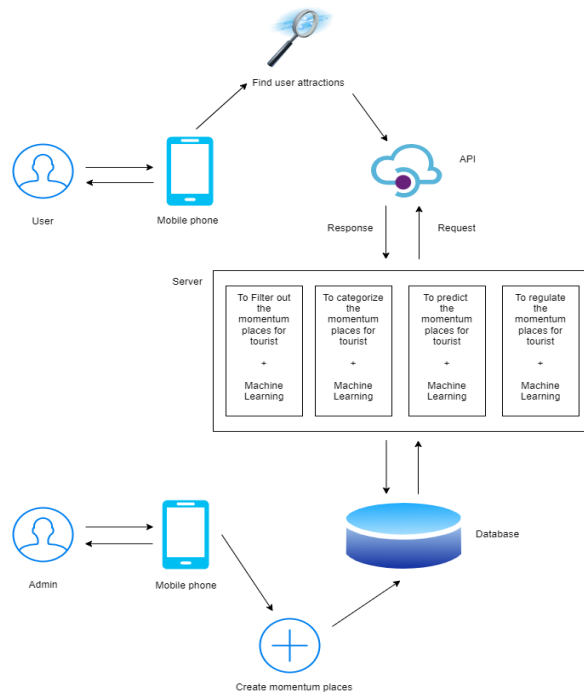 Find user attractions
API
User
Mobile phone
Response
Request
Server
To Filter out
the
momentum
places for
tourist
+
Machine
Learning
To categorize
the
momentum
places for
tourist
+
Machine
Learning
To predict
the
momentum
places for
tourist
+
Machine
Learning
To regulate
the
momentum
places for
tourist
+
Machine
Learning
Database
Admin
Mobile phone
Create momentum places